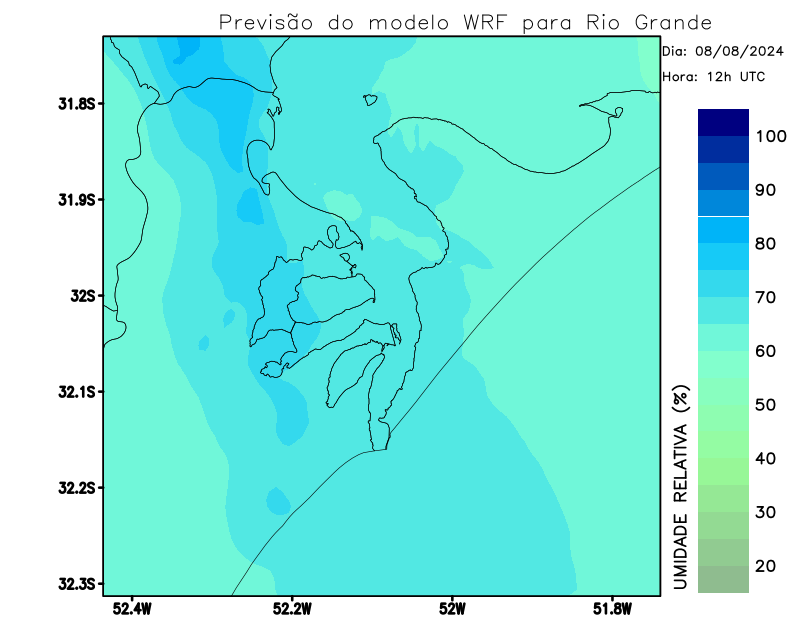 Previsão do modelo WRF para Rio Grande
Dia: 08/08/2024
Hora: 12h UTC
31.8S
31.9S
32S
32.1S
32.2S
32.3S
52.4W
52.2W
52W
51.8W
100
90
80
70
60
50
40
30
20
UMIDADE RELATIVA (%)